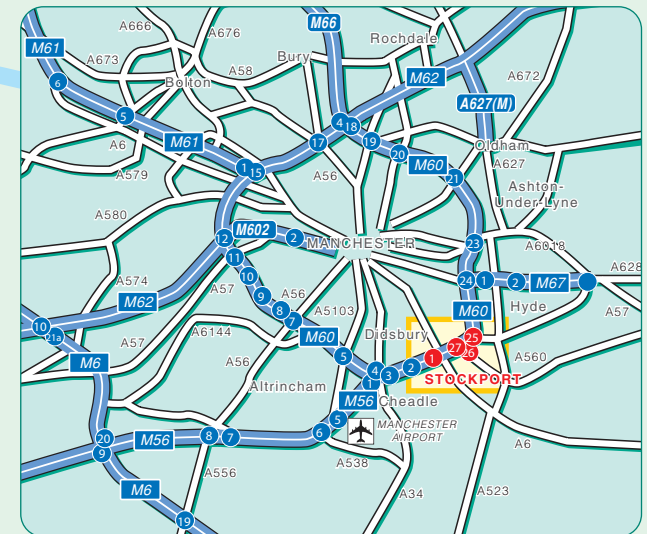 A666
A676
M66
Rochdale
M61
A673
Bury
A58
M62
A672
6
Bolton
A627(M)
5
4
18
M61
17
19
Oldham
A6
20
M60
A627
A579
1
15
A56
21
Ashton-
Under-Lyne
A580
M602
12
2
MANCHESTER
23
A6018
11
A628
10
24
1
2
M67
A574
A57
9
A56
M62
8
A5103
M60
Hyde
A57
7
10
A6144
Didsbury
25
21a
A57
M60
27
26
M6
A56
5
1
A560
4
3
2
STOCKPORT
Altrincham
1
M56
Cheadle
5
MANCHESTER
AIRPORT
20
M56
8
7
6
A6
9
A538
A556
M6
A34
A523
19